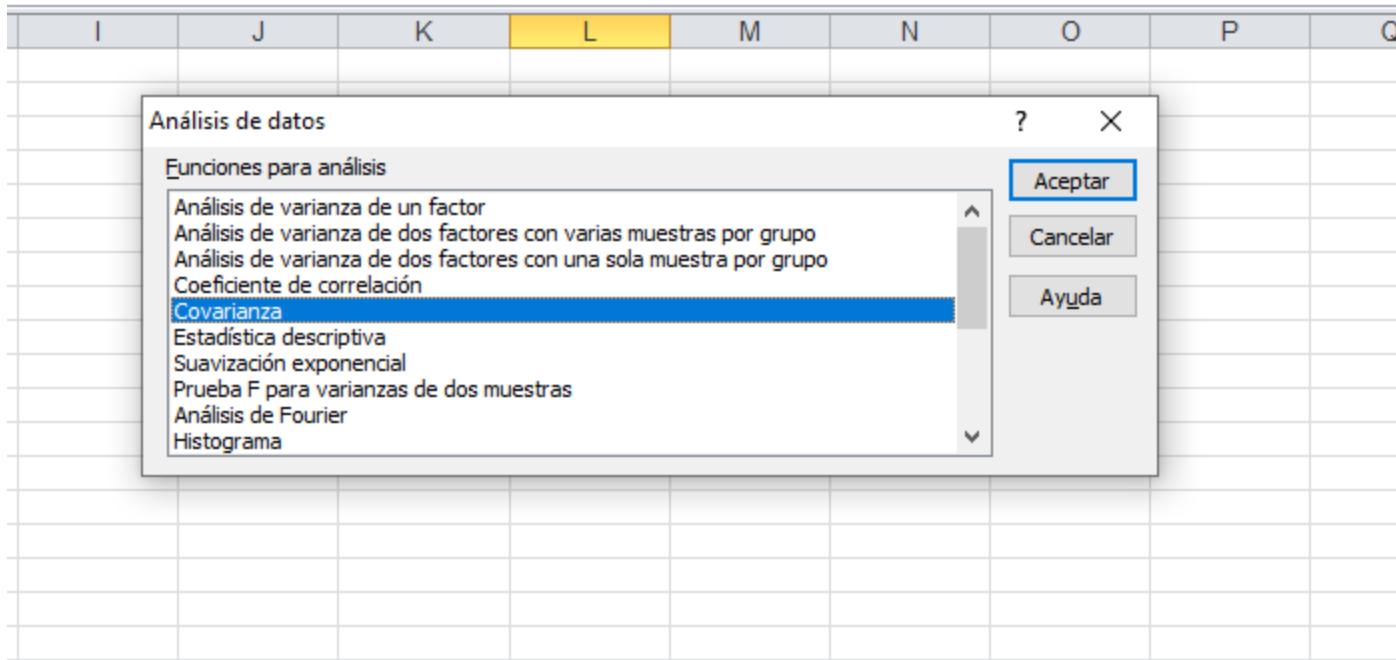 I J K L M N O P Q
Análisis de datos ? ×
Funciones para análisis
Aceptar
Análisis de varianza de un factor
Análisis de varianza de dos factores con varias muestras por grupo
Cancelar
Análisis de varianza de dos factores con una sola muestra por grupo
Coeficiente de correlación
Ayuda
Covarianza
Estadística descriptiva
Suavización exponencial
Prueba F para varianzas de dos muestras
Análisis de Fourier
Histograma